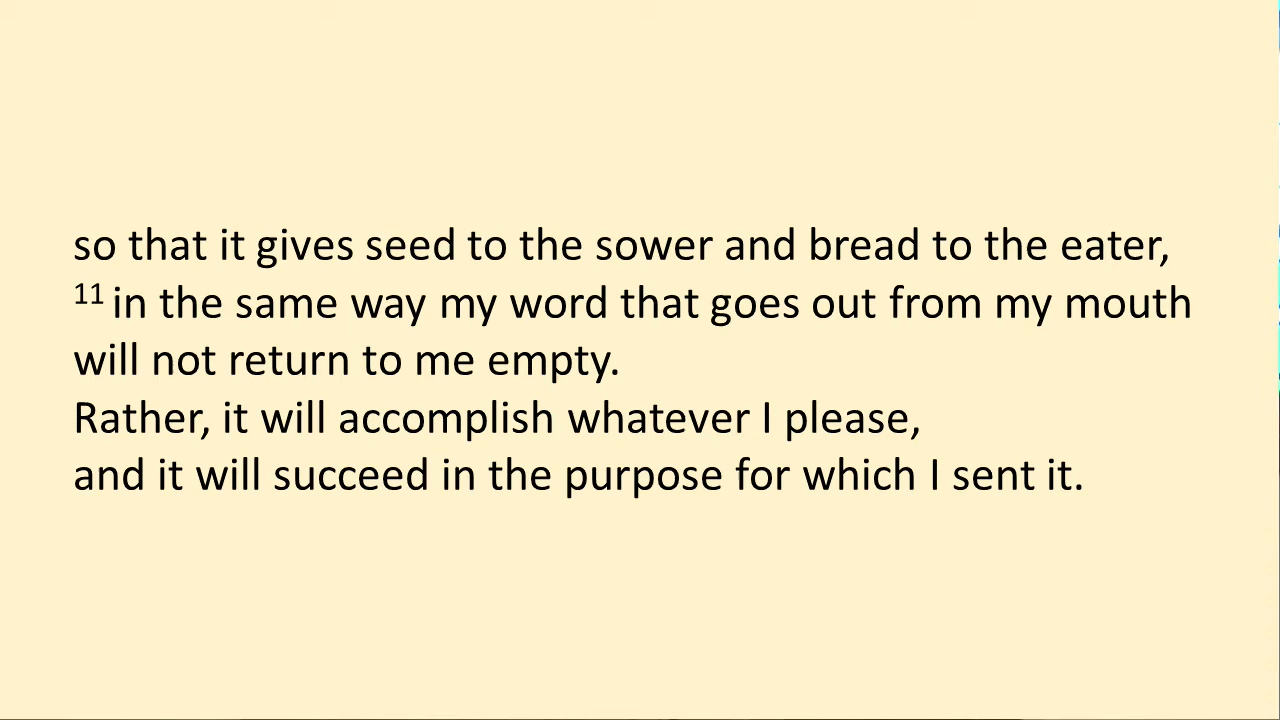 so that it gives seed to the sower and bread to the eater,
11 in the same way my word that goes out from my mouth
will not return to me empty.
Rather, it will accomplish whatever I please,
and it will succeed in the purpose for which I sent it.